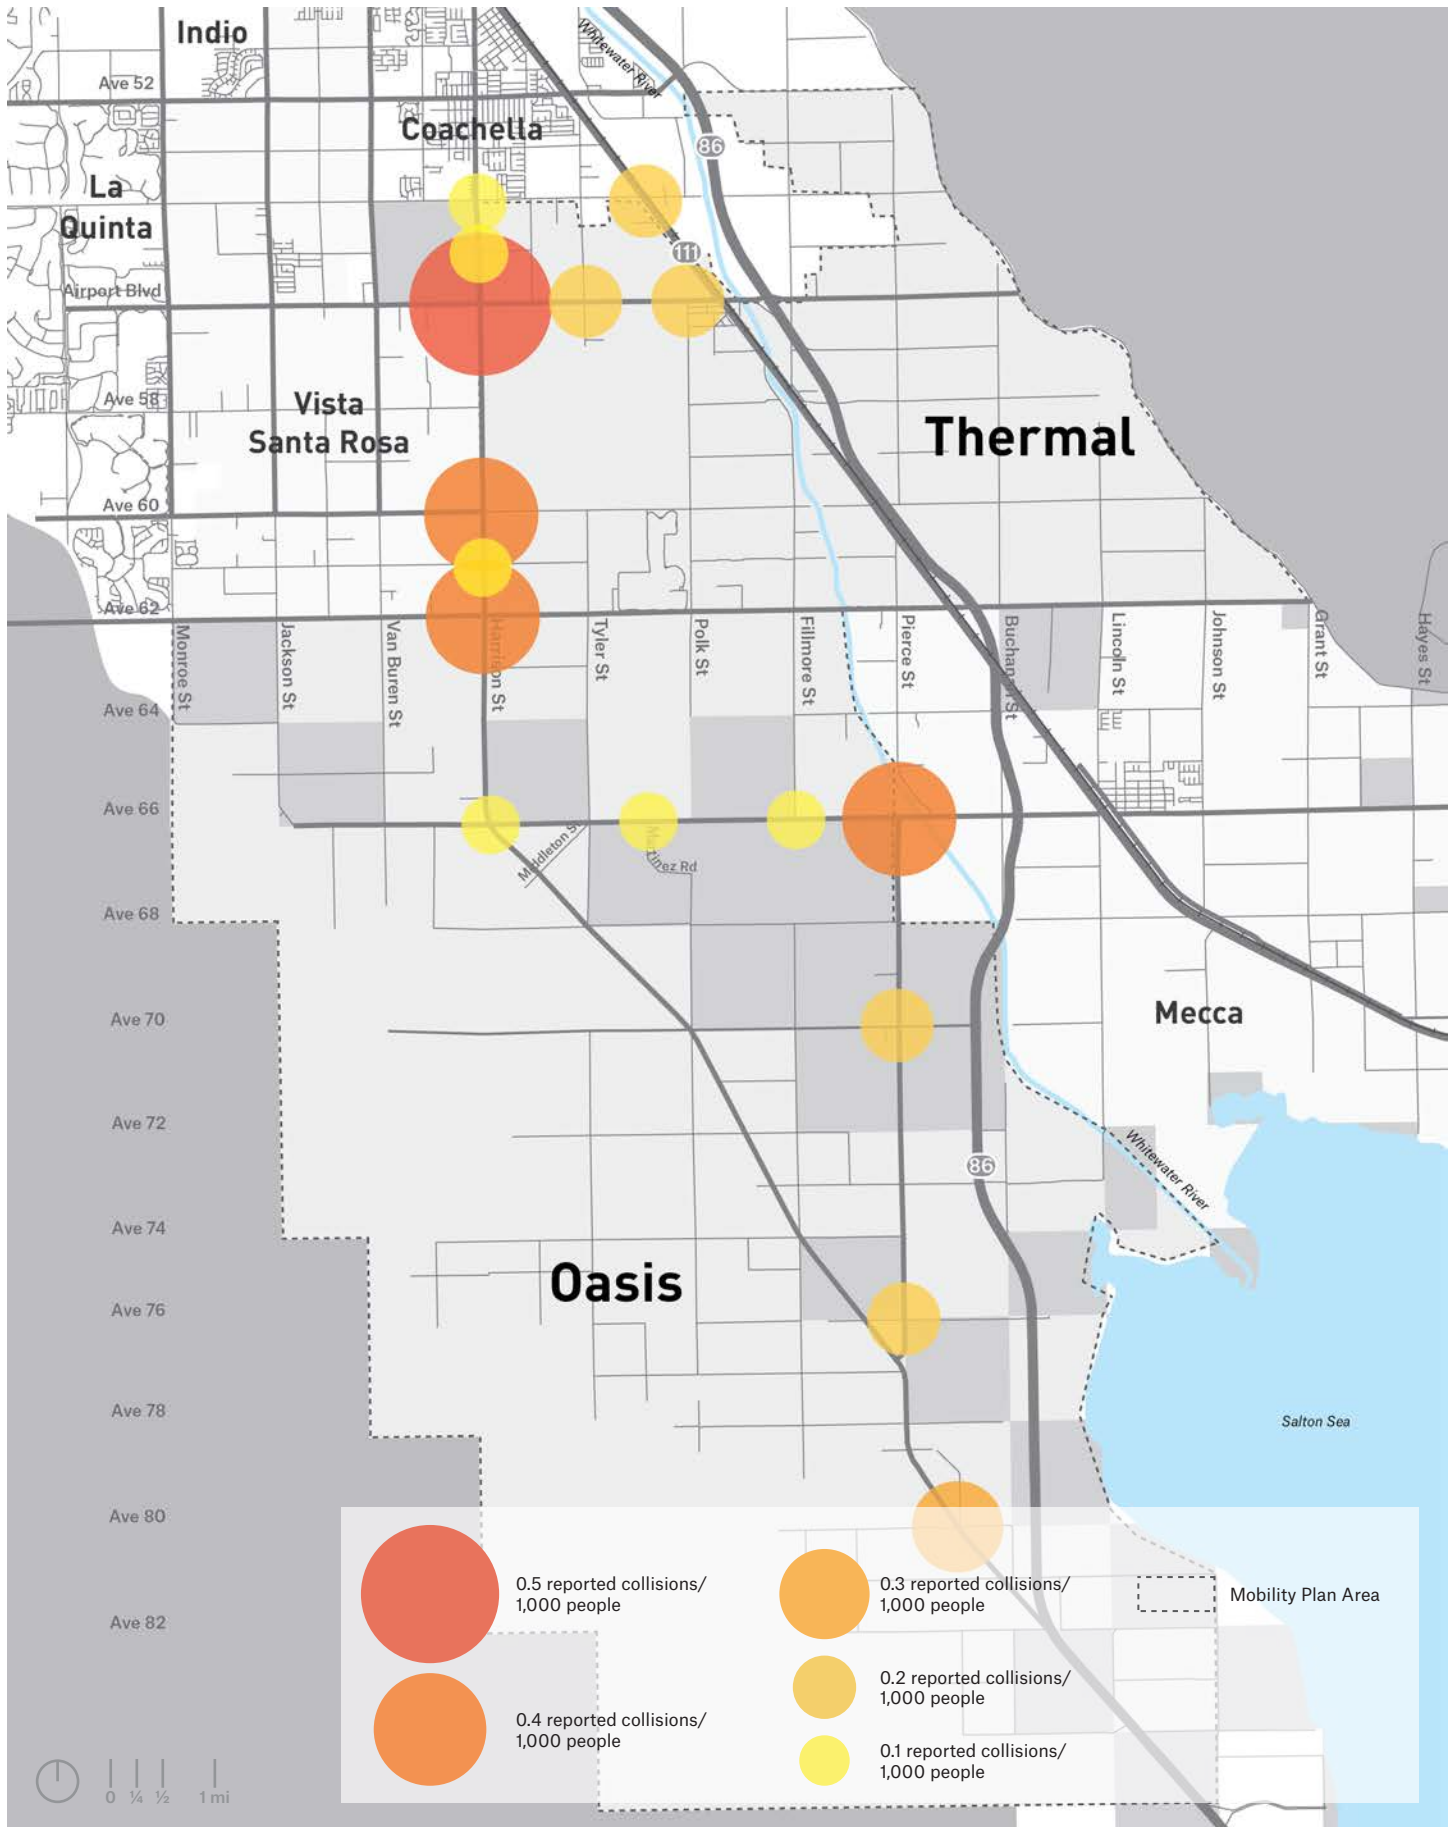 Indio
Whitewater River
Ave 52
Coachella
86
La
Quinta
111
Airport Blvd
Ave 58
Vista
Santa Rosa
Thermal
Ave 60
Ave 62
Monroe St
Jackson St
Van Buren St
Harrison St
Tyler St
Polk St
Fillmore St
Pierce St
Buchanan St
Lincoln St
Johnson St
Grant St
Hayes St
Ave 64
Ave 66
Middleton St
Martinez Rd
Ave 68
Ave 70
Mecca
Ave 72
Whitewater River
86
Ave 74
Oasis
Ave 76
Ave 78
Salton Sea
Ave 80
0.5 reported collisions/
1,000 people
0.3 reported collisions/
1,000 people
Mobility Plan Area
Ave 82
0.2 reported collisions/
1,000 people
0.4 reported collisions/
1,000 people
0.1 reported collisions/
1,000 people
0 ¼ ½ 1 mi